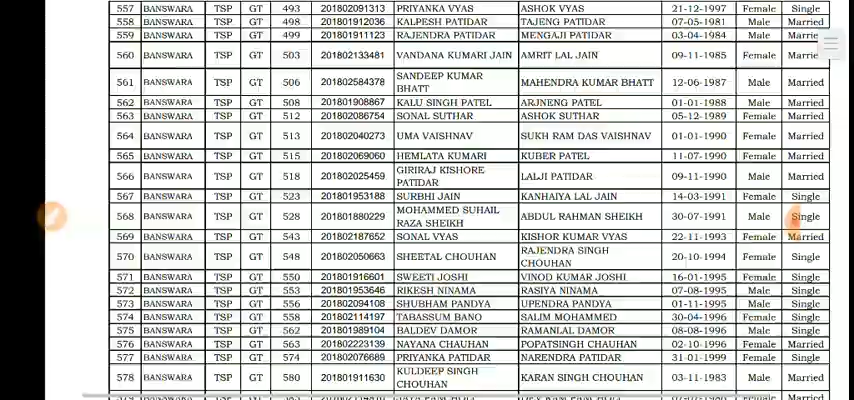 557 BANSWARA TSP GT 493 201802091313 PRIYANKA VYAS ASHOK VYAS 21-12-1997 Female Single
558 BANSWARA TSP GT 498 201801912036 KALPESH PATIDAR TAJENG PATIDAR 07-05-1981 Male Married
559 BANSWARA TSP GT 499 201801911123 RAJENDRA PATIDAR MENGAJI PATIDAR 03-04-1984 Male Married
560 BANSWARA TSP GT 503 201802133481 VANDANA KUMARI JAIN AMRIT LAL JAIN 09-11-1985 Female Married
561 BANSWARA TSP GT 506 201802584378 SANDEEP KUMAR BHATT MAHENDRA KUMAR BHATT 12-06-1987 Male Married
562 BANSWARA TSP GT 508 201801908867 KALU SINGH PATEL ARJNENG PATEL 01-01-1988 Male Married
563 BANSWARA TSP GT 512 201802086754 SONAL SUTHAR ASHOK SUTHAR 05-12-1989 Female Married
564 BANSWARA TSP GT 513 201802040273 UMA VAISHNAV SUKH RAM DAS VAISHNAV 01-01-1990 Female Married
565 BANSWARA TSP GT 515 201802069060 HEMLATA KUMARI KUBER PATEL 11-07-1990 Female Married
566 BANSWARA TSP GT 518 201802025459 GIRIRAJ KISHORE PATIDAR LALJI PATIDAR 09-11-1990 Male Married
567 BANSWARA TSP GT 523 201801953188 SURBHI JAIN KANHAIYA LAL JAIN 14-03-1991 Female Single
568 BANSWARA TSP GT 528 201801880229 MOHAMMED SUHAIL RAZA SHEIKH ABDUL RAHMAN SHEIKH 30-07-1991 Male Single
569 BANSWARA TSP GT 543 201802187652 SONAL VYAS KISHOR KUMAR VYAS 22-11-1993 Female Married
570 BANSWARA TSP GT 548 201802050663 SHEETAL CHOUHAN RAJENDRA SINGH CHOUHAN 20-10-1994 Female Single
571 BANSWARA TSP GT 550 201801916601 SWEETI JOSHI VINOD KUMAR JOSHI 16-01-1995 Female Single
572 BANSWARA TSP GT 553 201801953646 RIKESH NINAMA RASIYA NINAMA 07-08-1995 Male Single
573 BANSWARA TSP GT 556 201802094108 SHUBHAM PANDYA UPENDRA PANDYA 01-11-1995 Male Single
574 BANSWARA TSP GT 558 201802114197 TABASSUM BANO SALIM MOHAMMED 30-04-1996 Female Single
575 BANSWARA TSP GT 562 201801989104 BALDEV DAMOR RAMANLAL DAMOR 08-08-1996 Male Single
576 BANSWARA TSP GT 563 201802223139 NAYANA CHAUHAN POPATSINGH CHAUHAN 02-10-1996 Female Married
577 BANSWARA TSP GT 574 201802076689 PRIYANKA PATIDAR NARENDRA PATIDAR 31-01-1999 Female Single
578 BANSWARA TSP GT 580 201801911630 KULDEEP SINGH CHOUHAN KARAN SINGH CHOUHAN 03-11-1983 Male Married